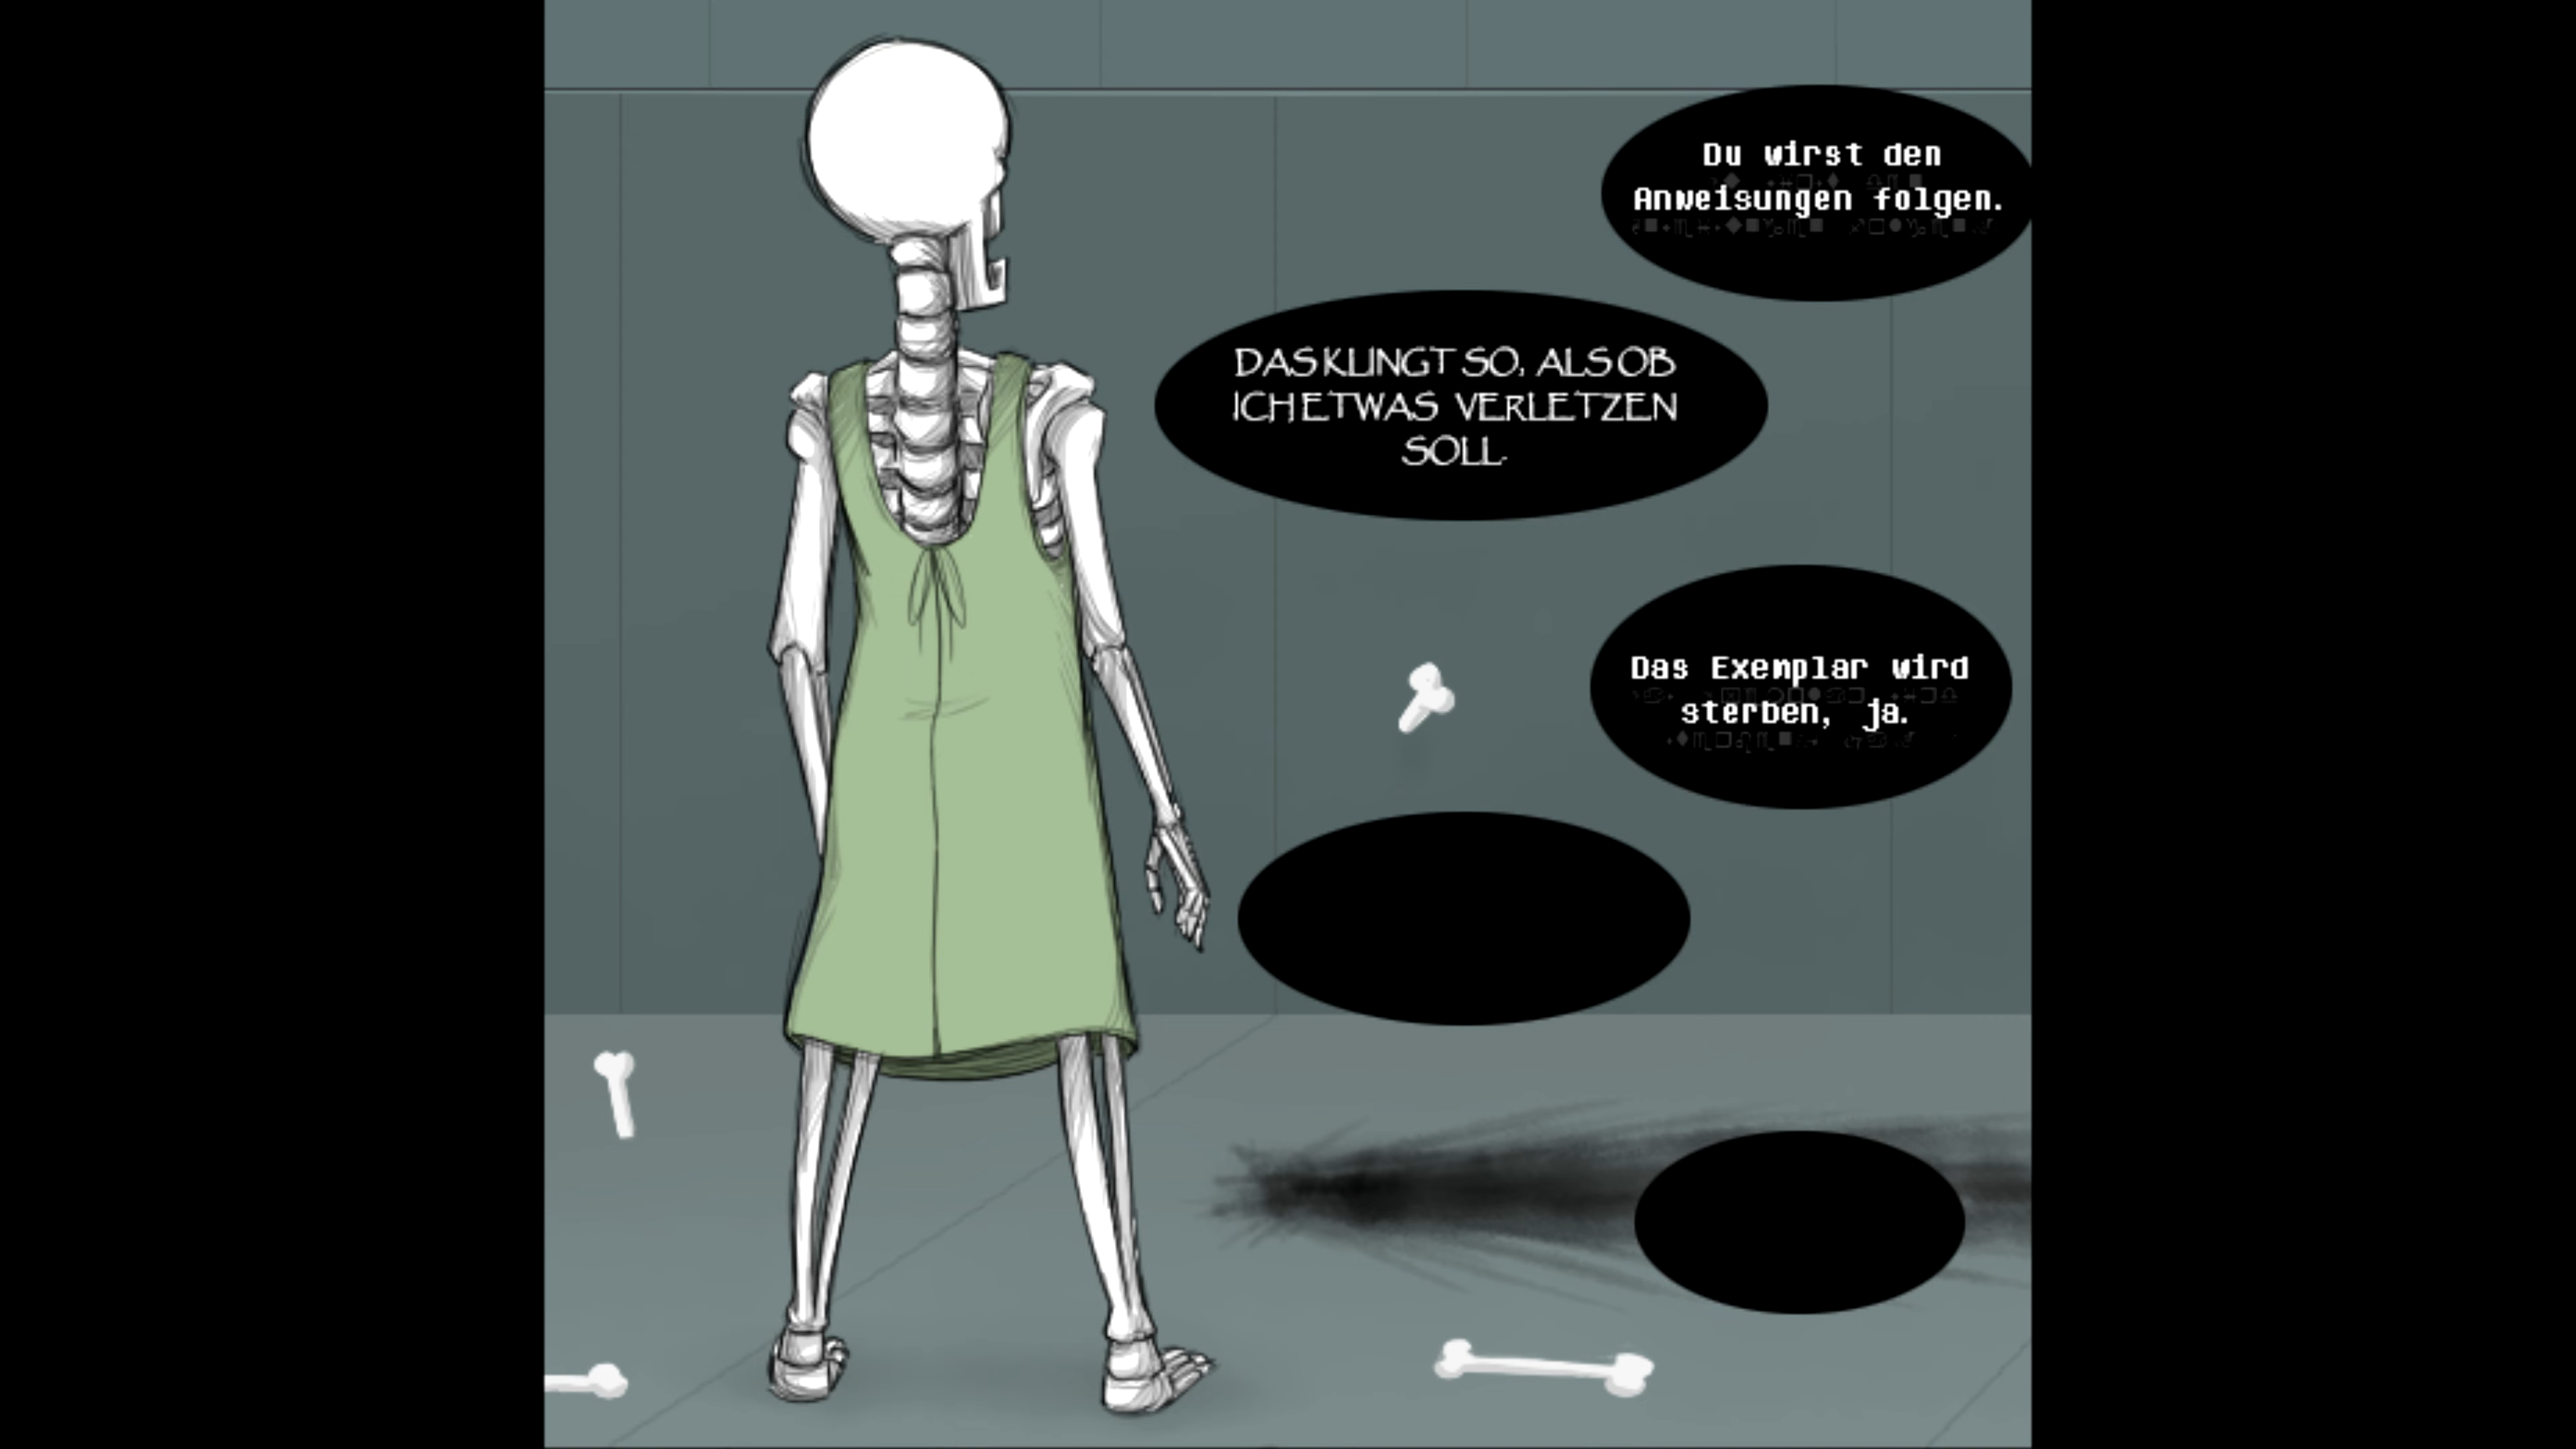 Du wirst den
Anweisungen folgen.
DAS KLINGT SO, ALS OB
ICH ETWAS VERLETZEN
SOLL.
Das Exemplar wird
sterben, ja.